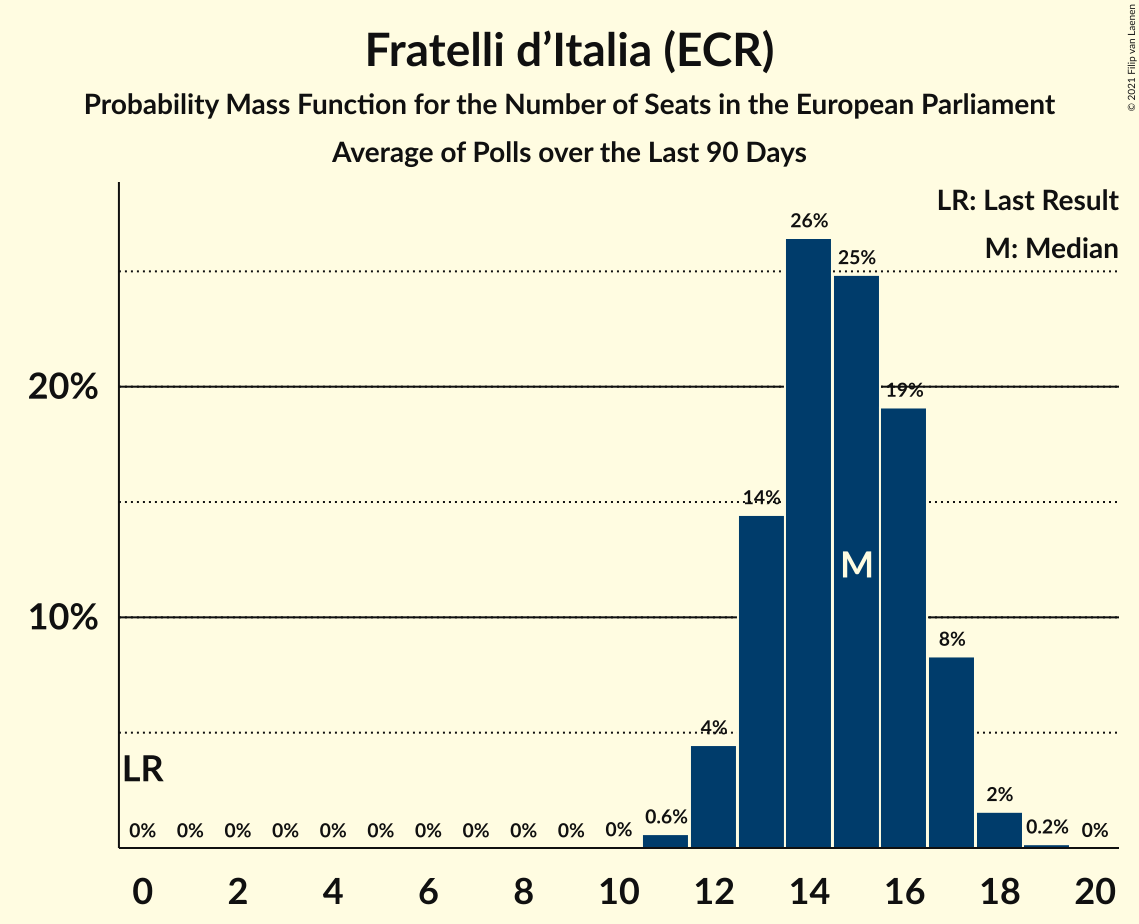 Fratelli d’Italia (ECR)
Probability Mass Function for the Number of Seats in the European Parliament
Average of Polls over the Last 90 Days
© 2021 Filip van Laenen
LR: Last Result
M: Median
26%
25%
20%
19%
14%
M
10%
8%
4%
LR
2%
0% 0% 0% 0% 0% 0% 0% 0% 0% 0% 0% 0.6% 0.2% 0%
0 2 4 6 8 10 12 14 16 18 20